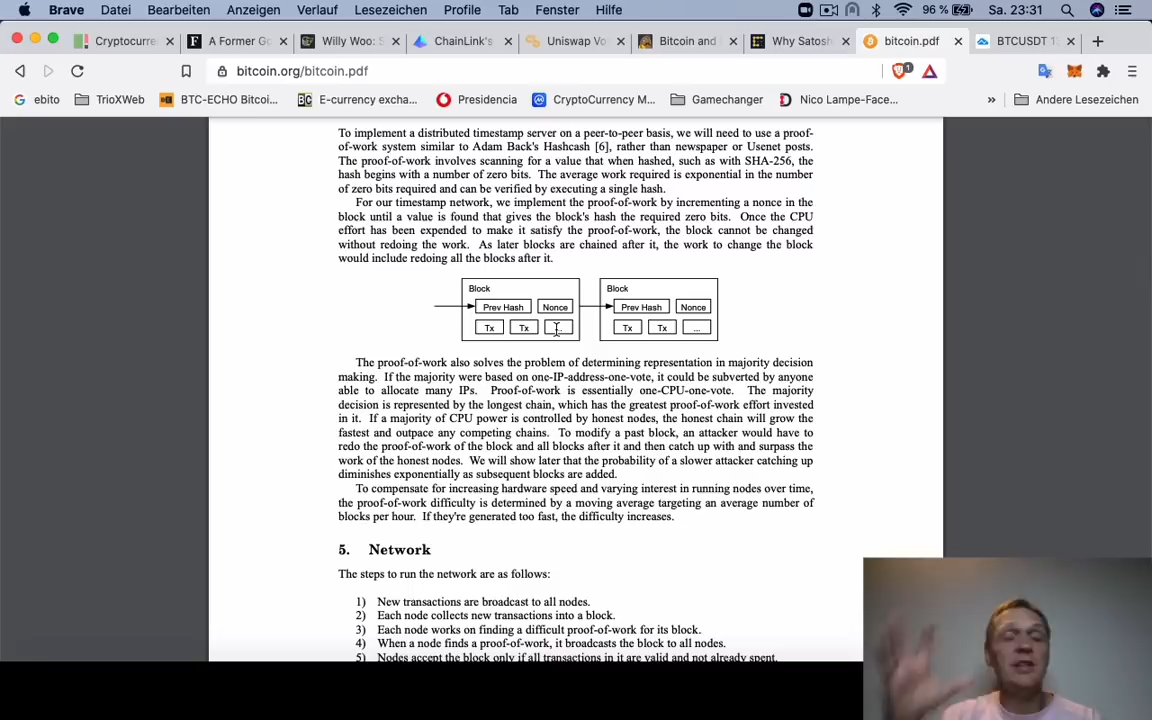 Brave Datei Bearbeiten Anzeigen Verlauf Lesezeichen Profile Tab Fenster Hilfe 96 % Sa. 23:31
Cryptocurre F A Former Go Willy Woo: S ChainLink's Uniswap Vo Bitcoin and Why Satosh bitcoin.pdf BTCUSDT 1
bitcoin.org/bitcoin.pdf 1
ebito TrioXWeb BTC-ECHO Bitcoi... BC E-currency excha... Presidencia CryptoCurrency M... Gamechanger Nico Lampe-Face... » Andere Lesezeichen
To implement a distributed timestamp server on a peer-to-peer basis, we will need to use a proof-
of-work system similar to Adam Back's Hashcash [6], rather than newspaper or Usenet posts.
The proof-of-work involves scanning for a value that when hashed, such as with SHA-256, the
hash begins with a number of zero bits. The average work required is exponential in the number
of zero bits required and can be verified by executing a single hash.
For our timestamp network, we implement the proof-of-work by incrementing a nonce in the
block until a value is found that gives the block's hash the required zero bits. Once the CPU
effort has been expended to make it satisfy the proof-of-work, the block cannot be changed
without redoing the work. As later blocks are chained after it, the work to change the block
would include redoing all the blocks after it.
Block Block
Prev Hash Nonce Prev Hash Nonce
Tx Tx ... Tx Tx ...
The proof-of-work also solves the problem of determining representation in majority decision
making. If the majority were based on one-IP-address-one-vote, it could be subverted by anyone
able to allocate many IPs. Proof-of-work is essentially one-CPU-one-vote. The majority
decision is represented by the longest chain, which has the greatest proof-of-work effort invested
in it. If a majority of CPU power is controlled by honest nodes, the honest chain will grow the
fastest and outpace any competing chains. To modify a past block, an attacker would have to
redo the proof-of-work of the block and all blocks after it and then catch up with and surpass the
work of the honest nodes. We will show later that the probability of a slower attacker catching up
diminishes exponentially as subsequent blocks are added.
To compensate for increasing hardware speed and varying interest in running nodes over time,
the proof-of-work difficulty is determined by a moving average targeting an average number of
blocks per hour. If they're generated too fast, the difficulty increases.
5. Network
The steps to run the network are as follows:
1) New transactions are broadcast to all nodes.
2) Each node collects new transactions into a block.
3) Each node works on finding a difficult proof-of-work for its block.
4) When a node finds a proof-of-work, it broadcasts the block to all nodes.
5) Nodes accept the block only if all transactions in it are valid and not already spent.